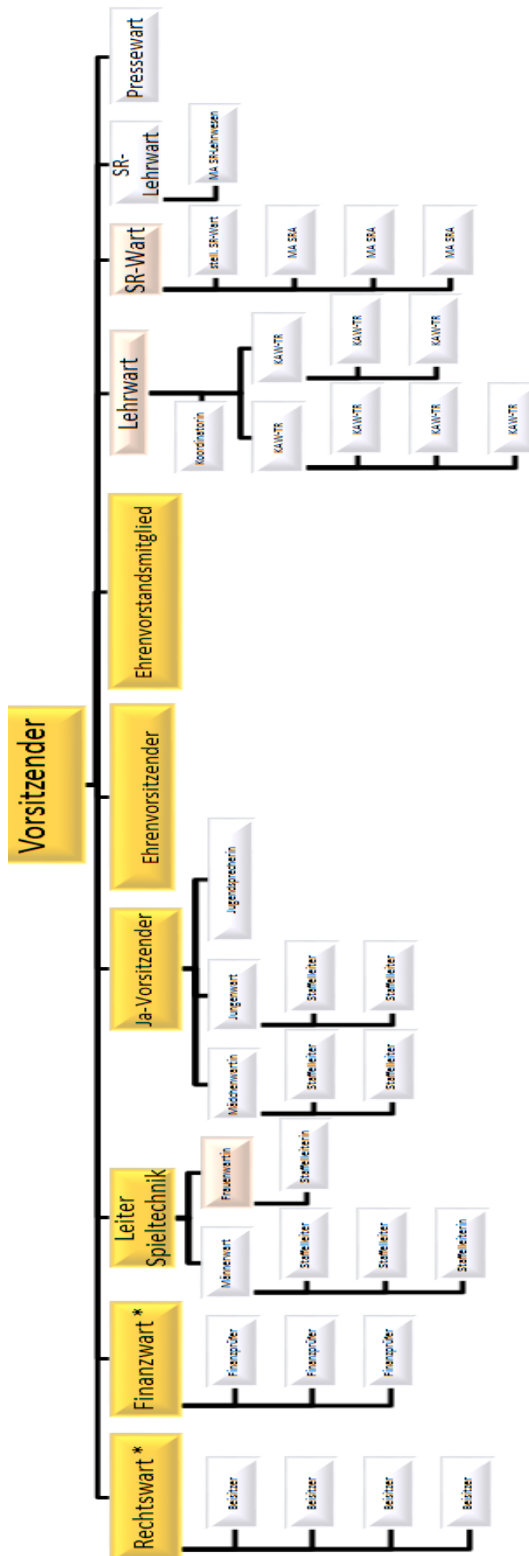 Vorsitzender
Rechtswart *
Beisitzer
Beisitzer
Beisitzer
Beisitzer
Finanzwart *
Finanzprüfer
Finanzprüfer
Finanzprüfer
Leiter
Spieltechnik
Männerwart
Staffelleiter
Staffelleiter
Staffelleiterin
Frauenwartin
Staffelleiterin
Ja-Vorsitzender
Mädchenwartin
Staffelleiter
Staffelleiter
Jungenwart
Staffelleiter
Staffelleiter
Jugendsprecherin
Ehrenvorsitzender
Ehrenvorstandsmitglied
Lehrwart
Koordinatorin
KAW-TR
KAW-TR
KAW-TR
KAW-TR
KAW-TR
KAW-TR
KAW-TR
SR-Wart
stell. SR-Wart
MA SRA
MA SRA
MA SRA
SR-
Lehrwart
MA SR-Lehrwesen
Pressewart